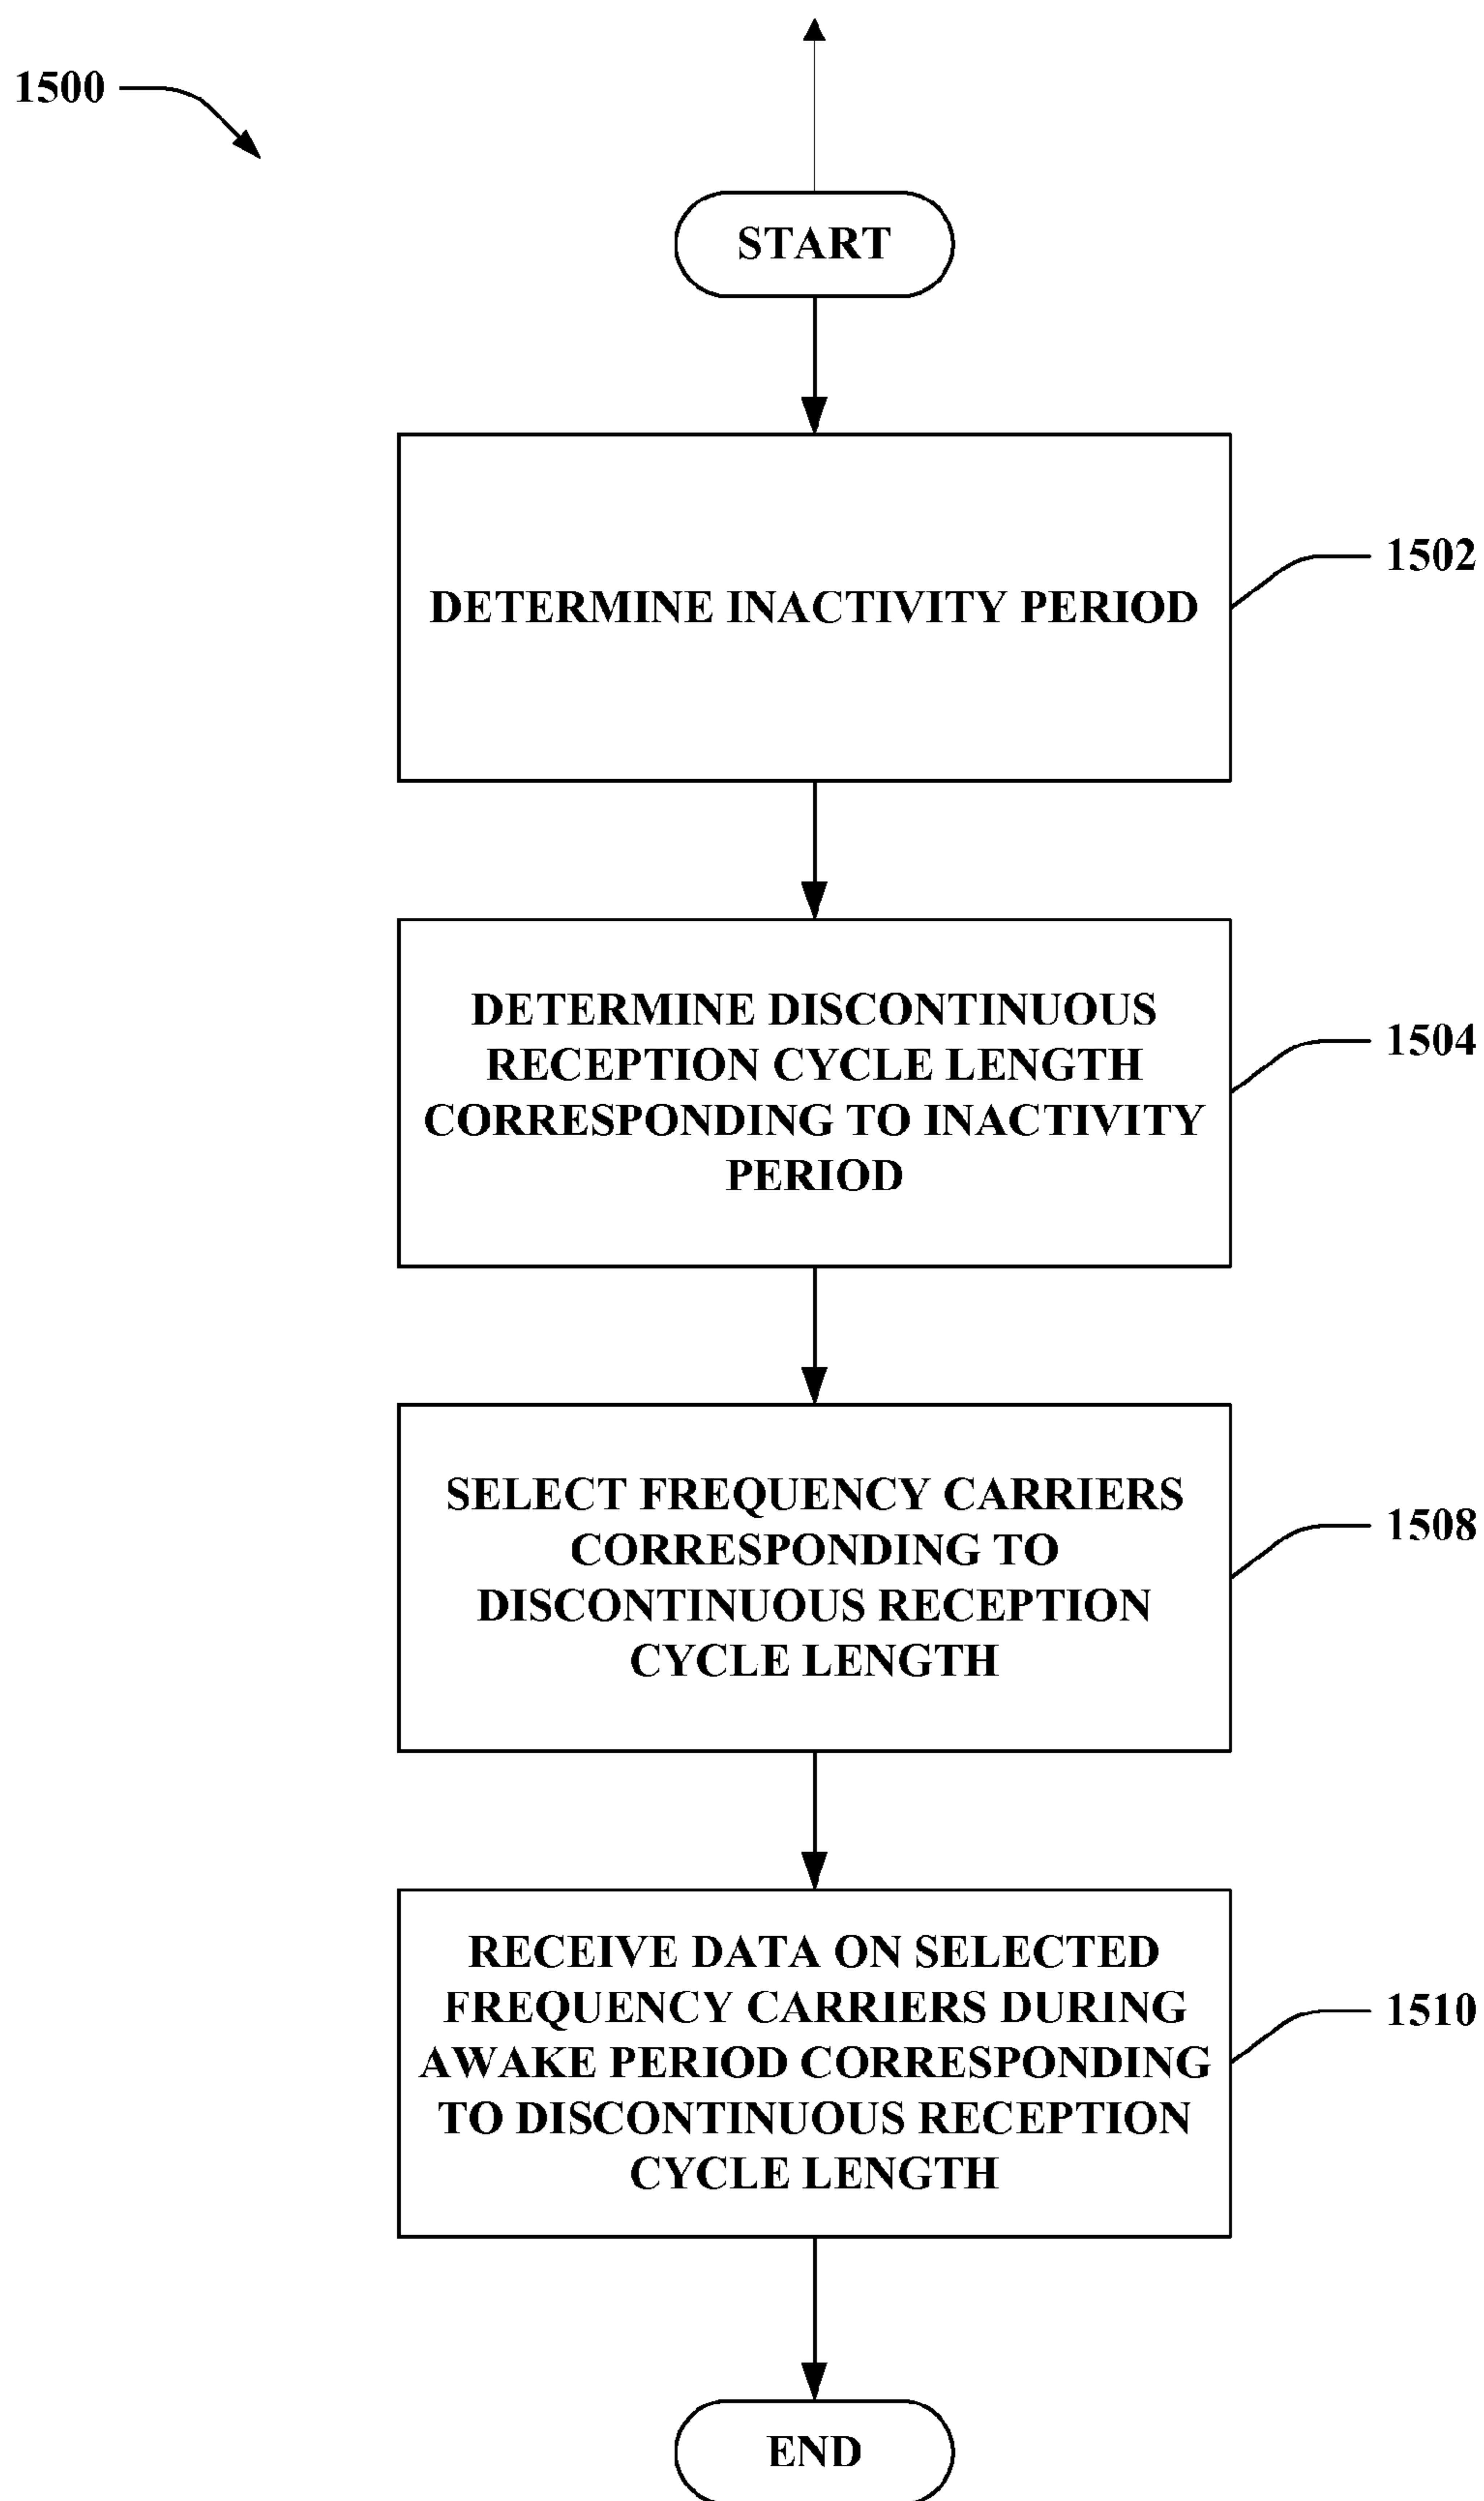 1500
START
DETERMINE INACTIVITY PERIOD
1502
DETERMINE DISCONTINUOUS
RECEPTION CYCLE LENGTH
CORRESPONDING TO INACTIVITY
PERIOD
1504
SELECT FREQUENCY CARRIERS
CORRESPONDING TO
DISCONTINUOUS RECEPTION
CYCLE LENGTH
1508
RECEIVE DATA ON SELECTED
FREQUENCY CARRIERS DURING
AWAKE PERIOD CORRESPONDING
TO DISCONTINUOUS RECEPTION
CYCLE LENGTH
1510
END